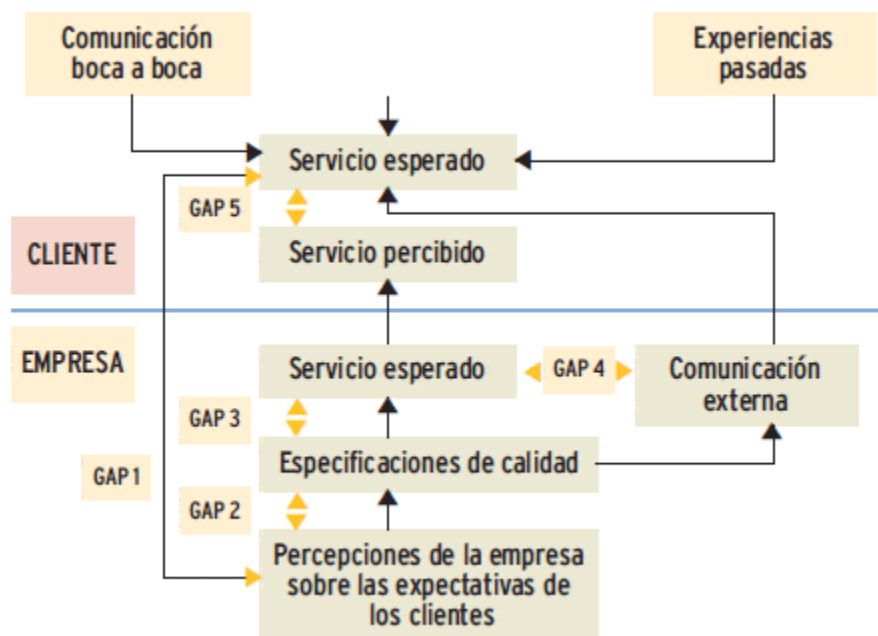 Comunicación
boca a boca
Experiencias
pasadas
Servicio esperado
GAP 5
CLIENTE
Servicio percibido
EMPRESA
Servicio esperado
GAP 4
Comunicación
externa
GAP 3
Especificaciones de calidad
GAP 1
GAP 2
Percepciones de la empresa
sobre las expectativas de
los clientes